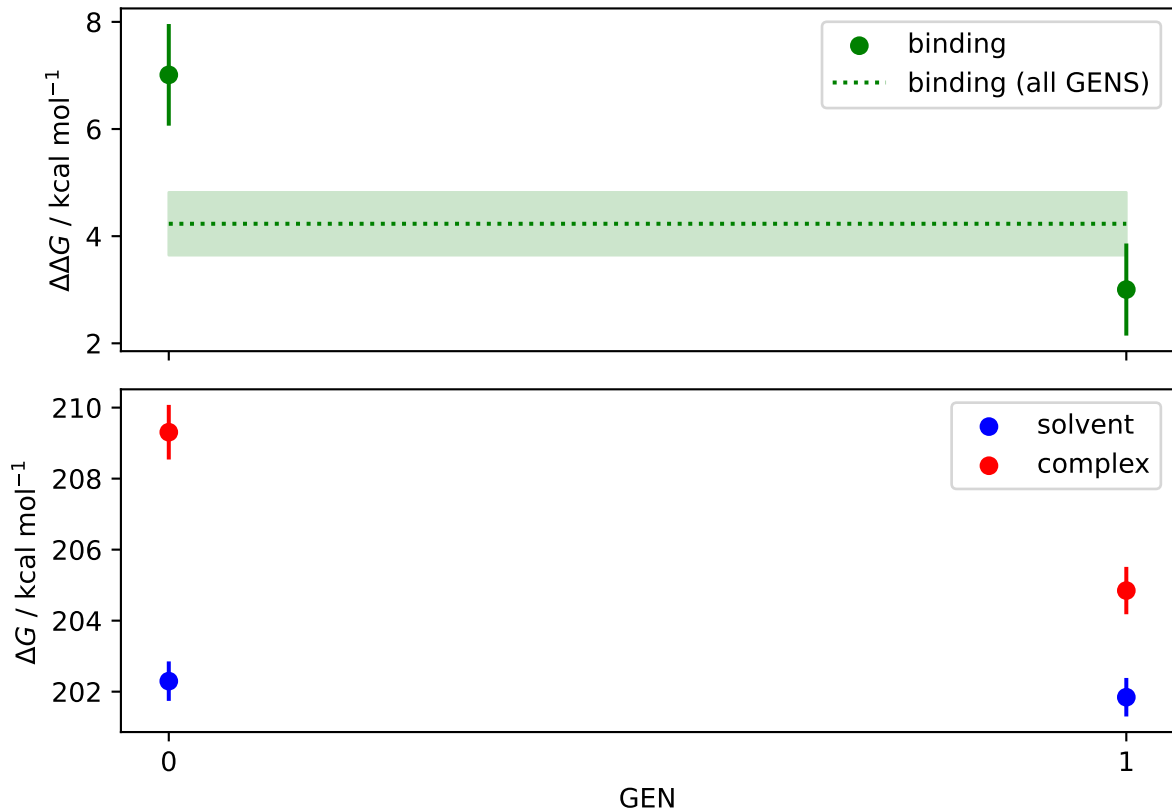 8
6
4
2
ΔΔG / kcal mol⁻¹
binding
binding (all GENS)
210
208
206
204
202
ΔG / kcal mol⁻¹
solvent
complex
0
1
GEN